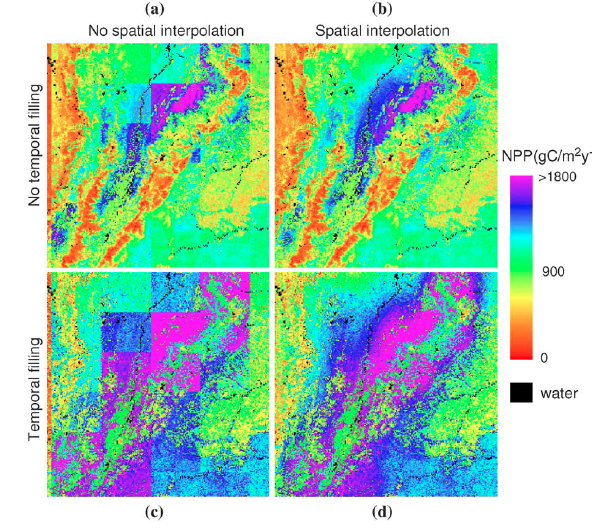 (a) (b)
No spatial interpolation Spatial interpolation
No temporal filling
Temporal filling
NPP(gC/m²y⁻
>1800
900
0
water
(c) (d)